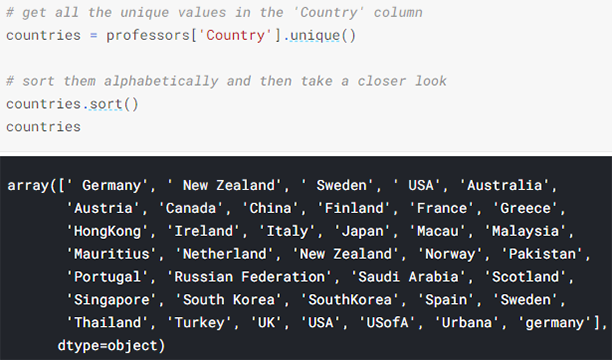 # get all the unique values in the 'Country' column
countries = professors['Country'].unique()
# sort them alphabetically and then take a closer look
countries.sort()
countries
array([' Germany', ' New Zealand', ' Sweden', ' USA', 'Australia',
'Austria', 'Canada', 'China', 'Finland', 'France', 'Greece',
'HongKong', 'Ireland', 'Italy', 'Japan', 'Macau', 'Malaysia',
'Mauritius', 'Netherland', 'New Zealand', 'Norway', 'Pakistan',
'Portugal', 'Russian Federation', 'Saudi Arabia', 'Scotland',
'Singapore', 'South Korea', 'SouthKorea', 'Spain', 'Sweden',
'Thailand', 'Turkey', 'UK', 'USA', 'USofA', 'Urbana', 'germany'],
dtype=object)